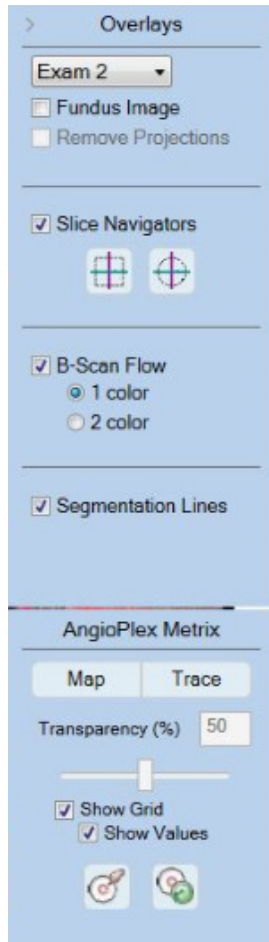 Overlays
Exam 2
Fundus Image
Remove Projections
Slice Navigators
B-Scan Flow
1 color
2 color
Segmentation Lines
AngioPlex Metrix
Map Trace
Transparency (%) 50
Show Grid
Show Values